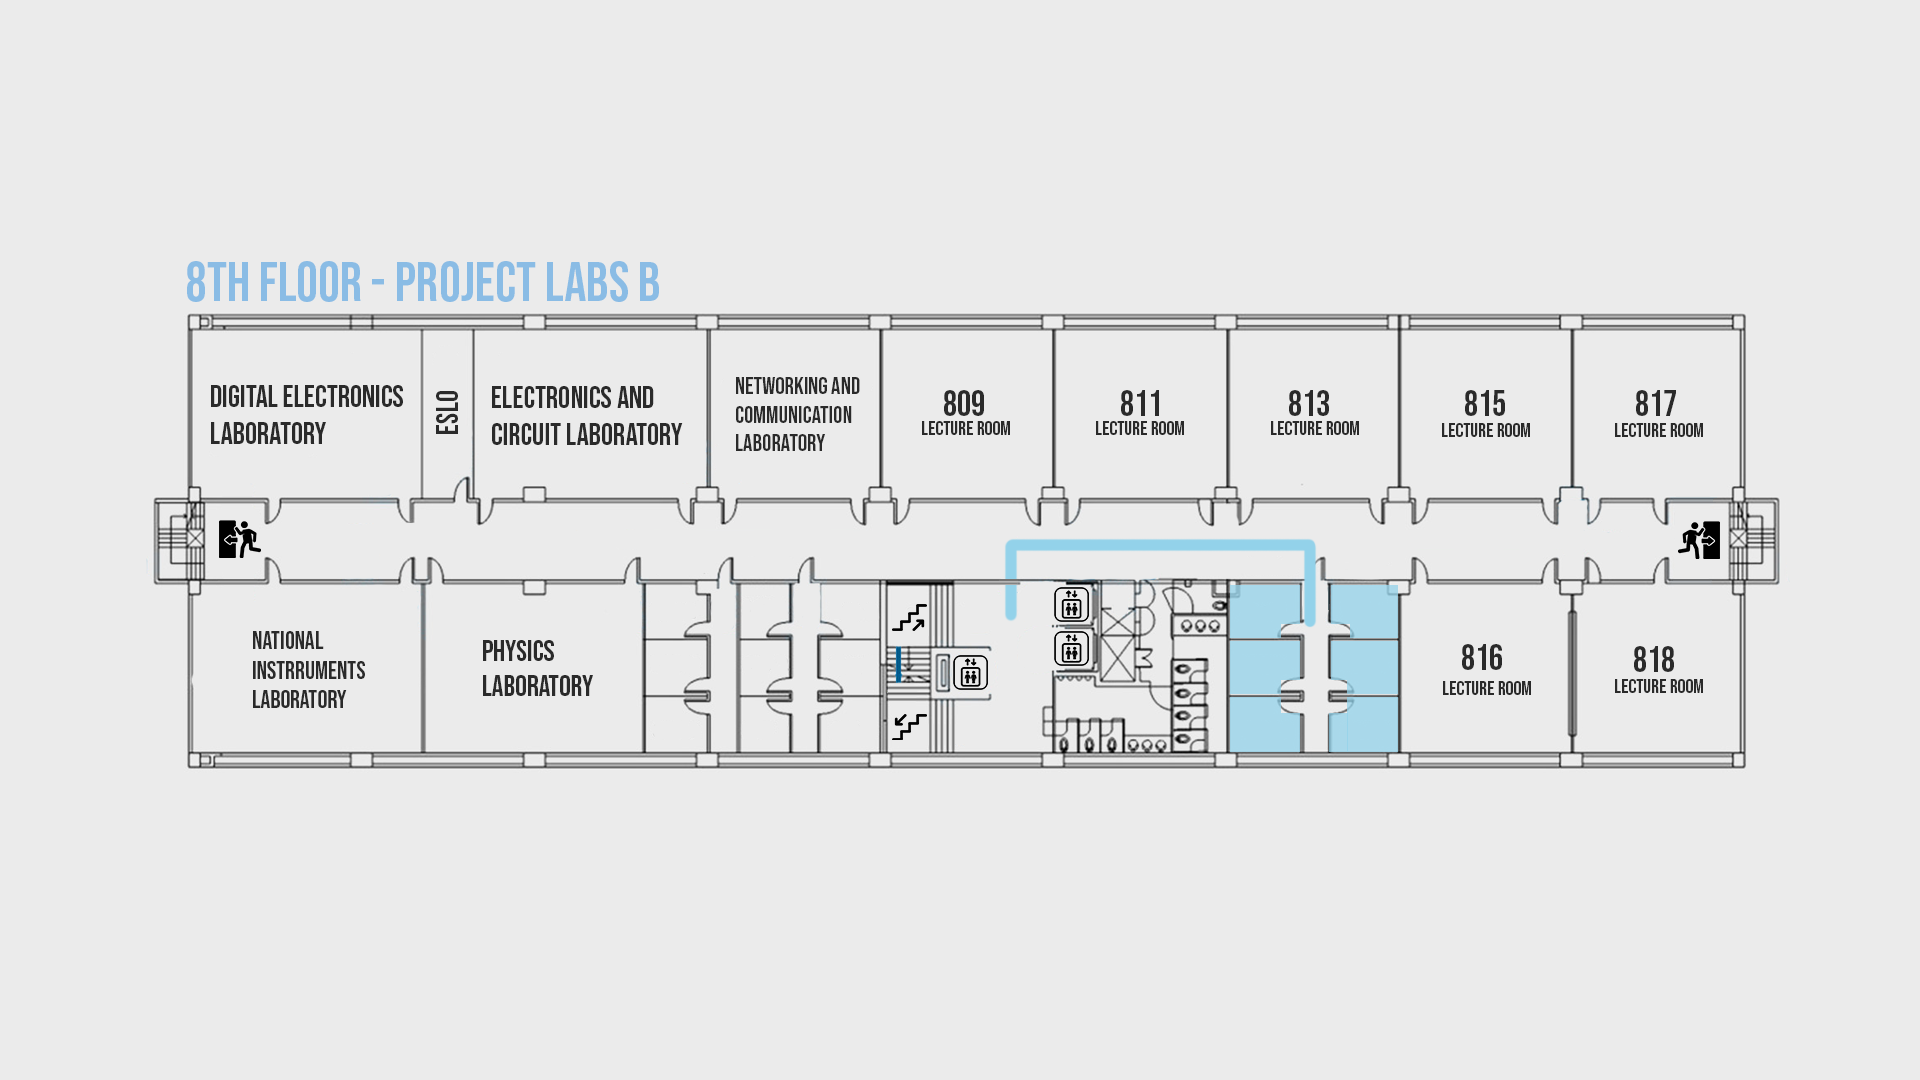 8TH FLOOR - PROJECT LABS B
DIGITAL ELECTRONICS
LABORATORY
ESLO
ELECTRONICS AND
CIRCUIT LABORATORY
NETWORKING AND
COMMUNICATION
LABORATORY
809
LECTURE ROOM
811
LECTURE ROOM
813
LECTURE ROOM
815
LECTURE ROOM
817
LECTURE ROOM
NATIONAL
INSTRRUMENTS
LABORATORY
PHYSICS
LABORATORY
816
LECTURE ROOM
818
LECTURE ROOM